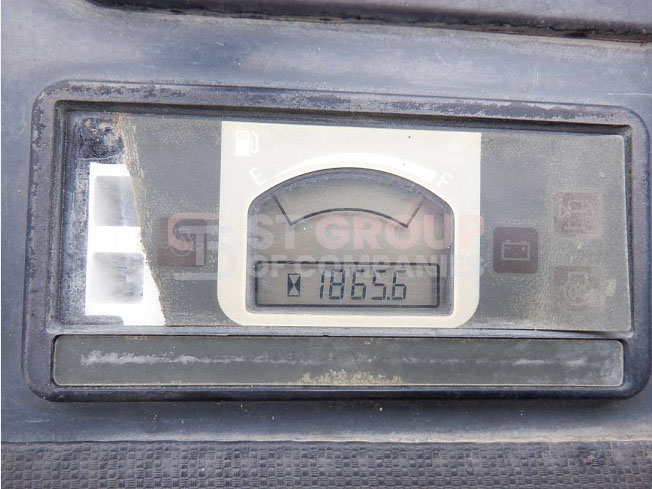 E F
ST GROUP
OF COMPANIES
1865.6